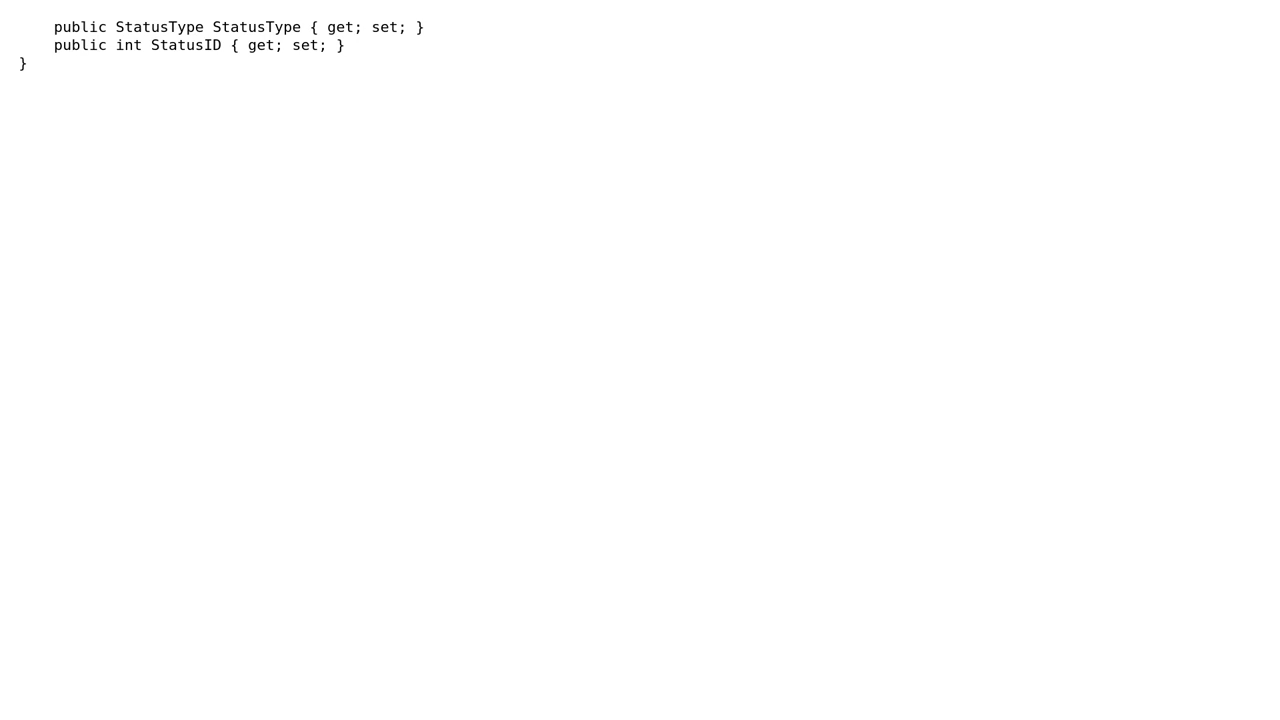 public StatusType StatusType { get; set; }
    public int StatusID { get; set; }
}